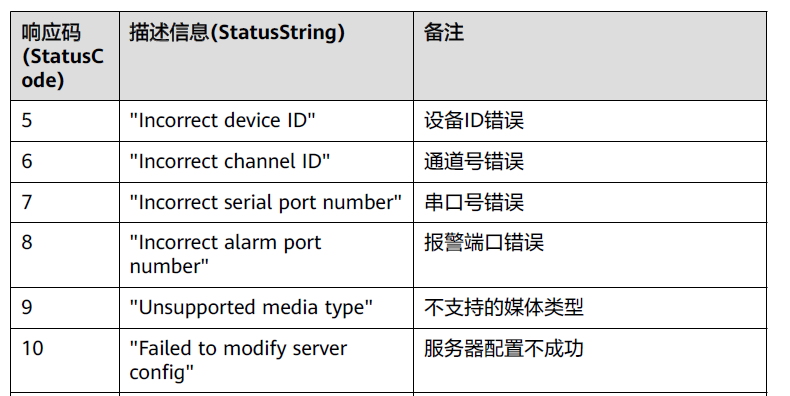 响应码 描述信息(StatusString) 备注
(StatusC
ode)
5 "Incorrect device ID" 设备ID错误
6 "Incorrect channel ID" 通道号错误
7 "Incorrect serial port number" 串口号错误
8 "Incorrect alarm port 报警端口错误
number"
9 "Unsupported media type" 不支持的媒体类型
10 "Failed to modify server 服务器配置不成功
config"